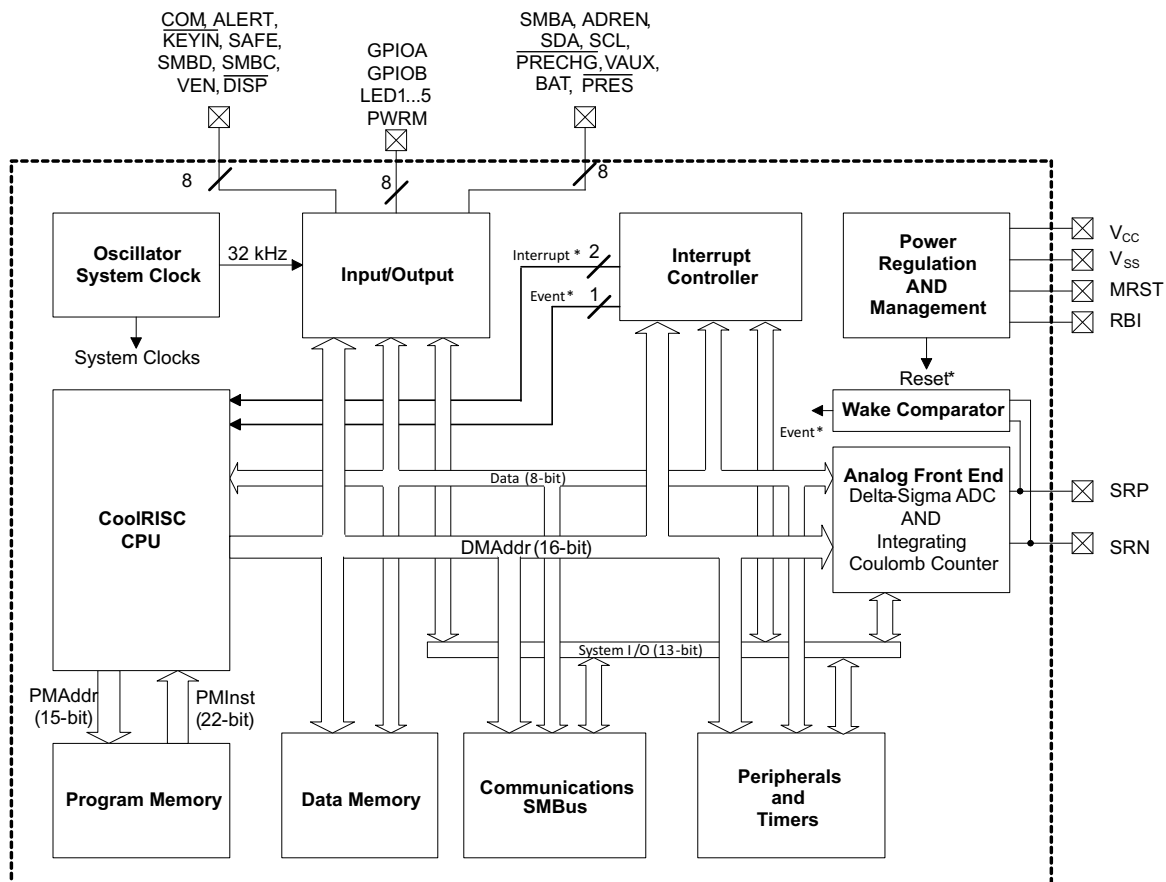 COM, ALERT,
KEYIN, SAFE,
SMBD, SMBC,
VEN, DISP
GPIOA
GPIOB
LED1...5
PWRM
SMBA, ADREN,
SDA, SCL,
PRECHG, VAUX,
BAT, PRES
8
8
8
Oscillator
System Clock
32 kHz
System Clocks
Input/Output
Interrupt *
2
Event*
1
Interrupt
Controller
Power
Regulation
AND
Management
VCC
VSS
MRST
RBI
Reset*
Wake Comparator
Event*
Analog Front End
Delta-Sigma ADC
AND
Integrating
Coulomb Counter
SRP
SRN
CoolRISC
CPU
Data (8-bit)
DMAddr (16-bit)
System I/O (13-bit)
PMAddr
(15-bit)
PMInst
(22-bit)
Program Memory
Data Memory
Communications
SMBus
Peripherals
and
Timers